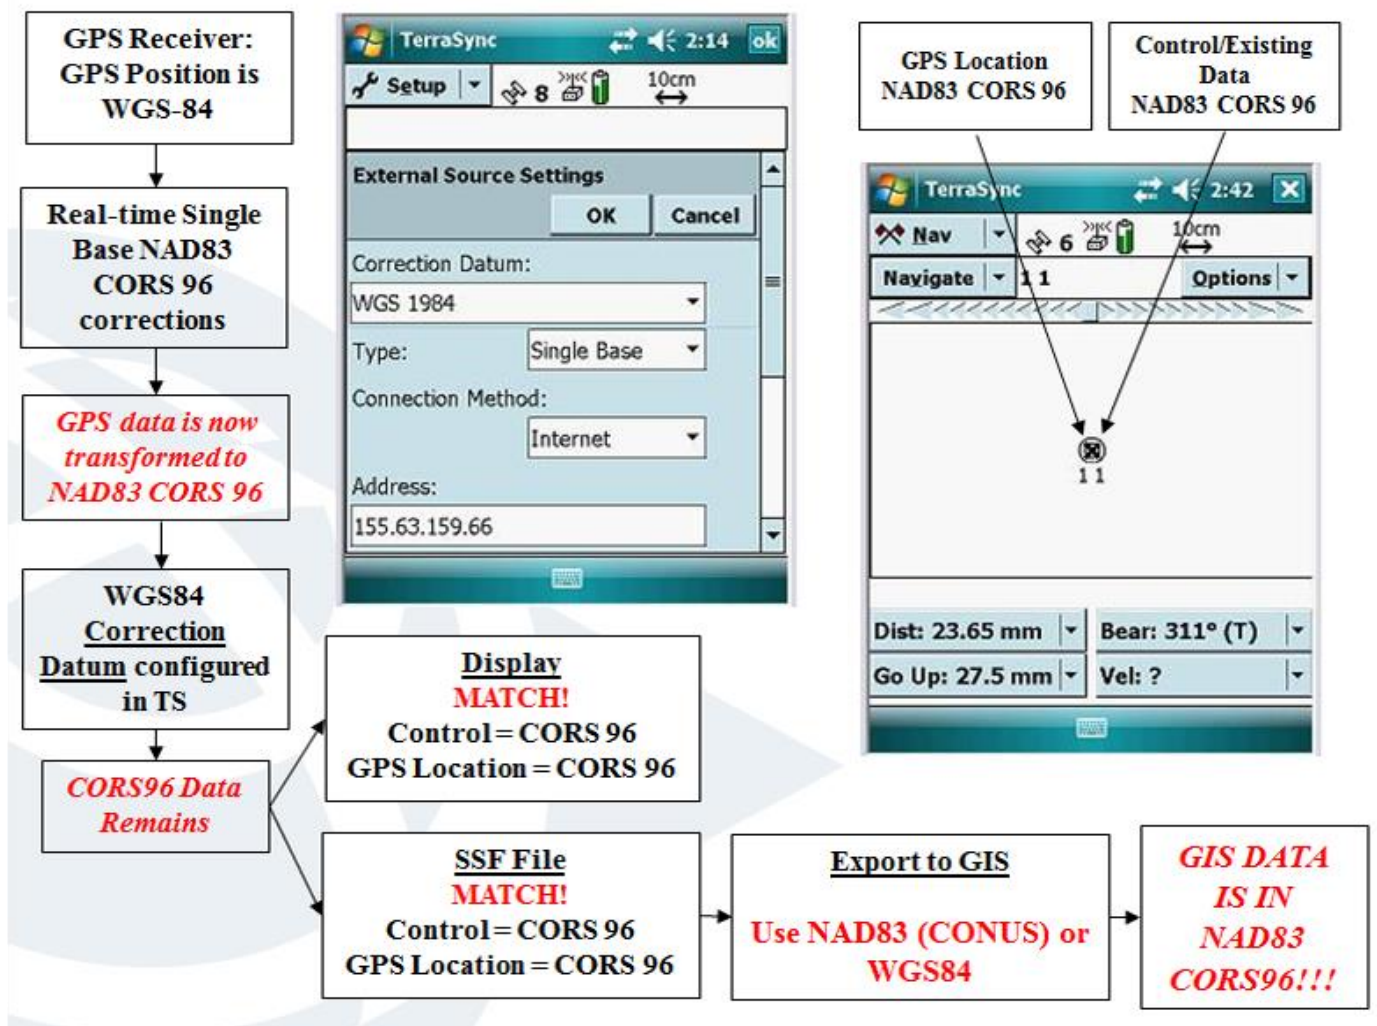 GPS Receiver:
GPS Position is
WGS-84
Real-time Single
Base NAD83
CORS 96
corrections
GPS data is now
transformed to
NAD83 CORS 96
WGS84
Correction
Datum configured
in TS
CORS96 Data
Remains
TerraSync
2:14
ok
Setup
8
10cm
External Source Settings
OK
Cancel
Correction Datum:
WGS 1984
Type:
Single Base
Connection Method:
Internet
Address:
155.63.159.66
GPS Location
NAD83 CORS 96
Control/Existing
Data
NAD83 CORS 96
TerraSync
2:42
Nav
6
10cm
Navigate
1 1
Options
1 1
Dist: 23.65 mm
Bear: 311° (T)
Go Up: 27.5 mm
Vel: ?
Display
MATCH!
Control = CORS 96
GPS Location = CORS 96
SSF File
MATCH!
Control = CORS 96
GPS Location = CORS 96
Export to GIS
Use NAD83 (CONUS) or
WGS84
GIS DATA
IS IN
NAD83
CORS96!!!